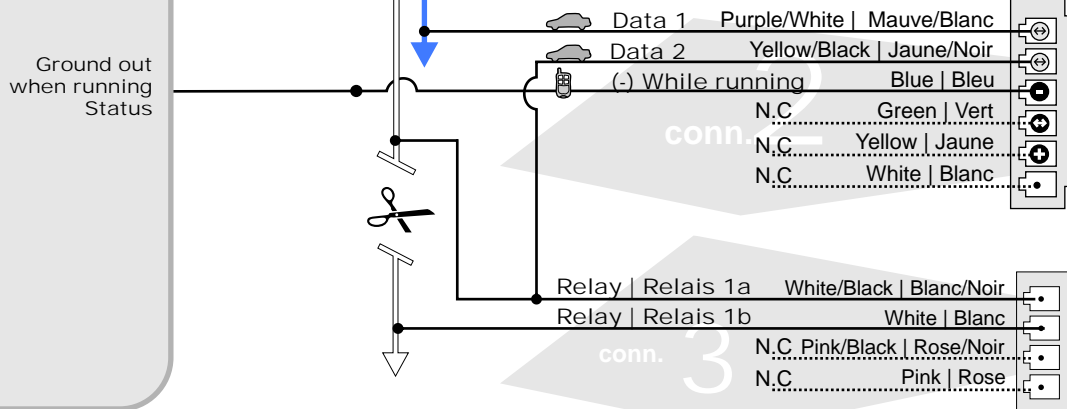 Ground out
when running
Status
Data 1 Purple/White | Mauve/Blanc
Data 2 Yellow/Black | Jaune/Noir
(-) While running Blue | Bleu
N.C Green | Vert
N.C Yellow | Jaune
N.C White | Blanc
conn. 2
Relay | Relais 1a White/Black | Blanc/Noir
Relay | Relais 1b White | Blanc
N.C Pink/Black | Rose/Noir
N.C Pink | Rose
conn. 3